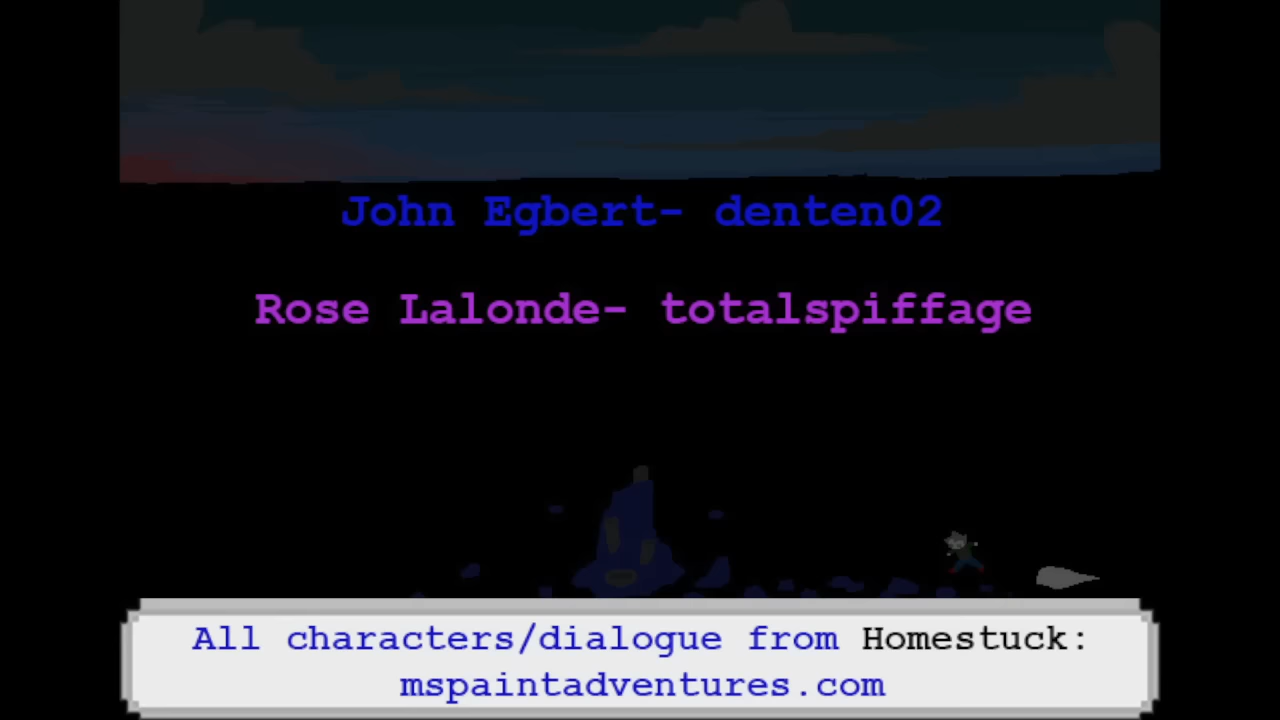 John Egbert- denten02
Rose Lalonde- totalspiffage
All characters/dialogue from Homestuck:
mspaintadventures.com